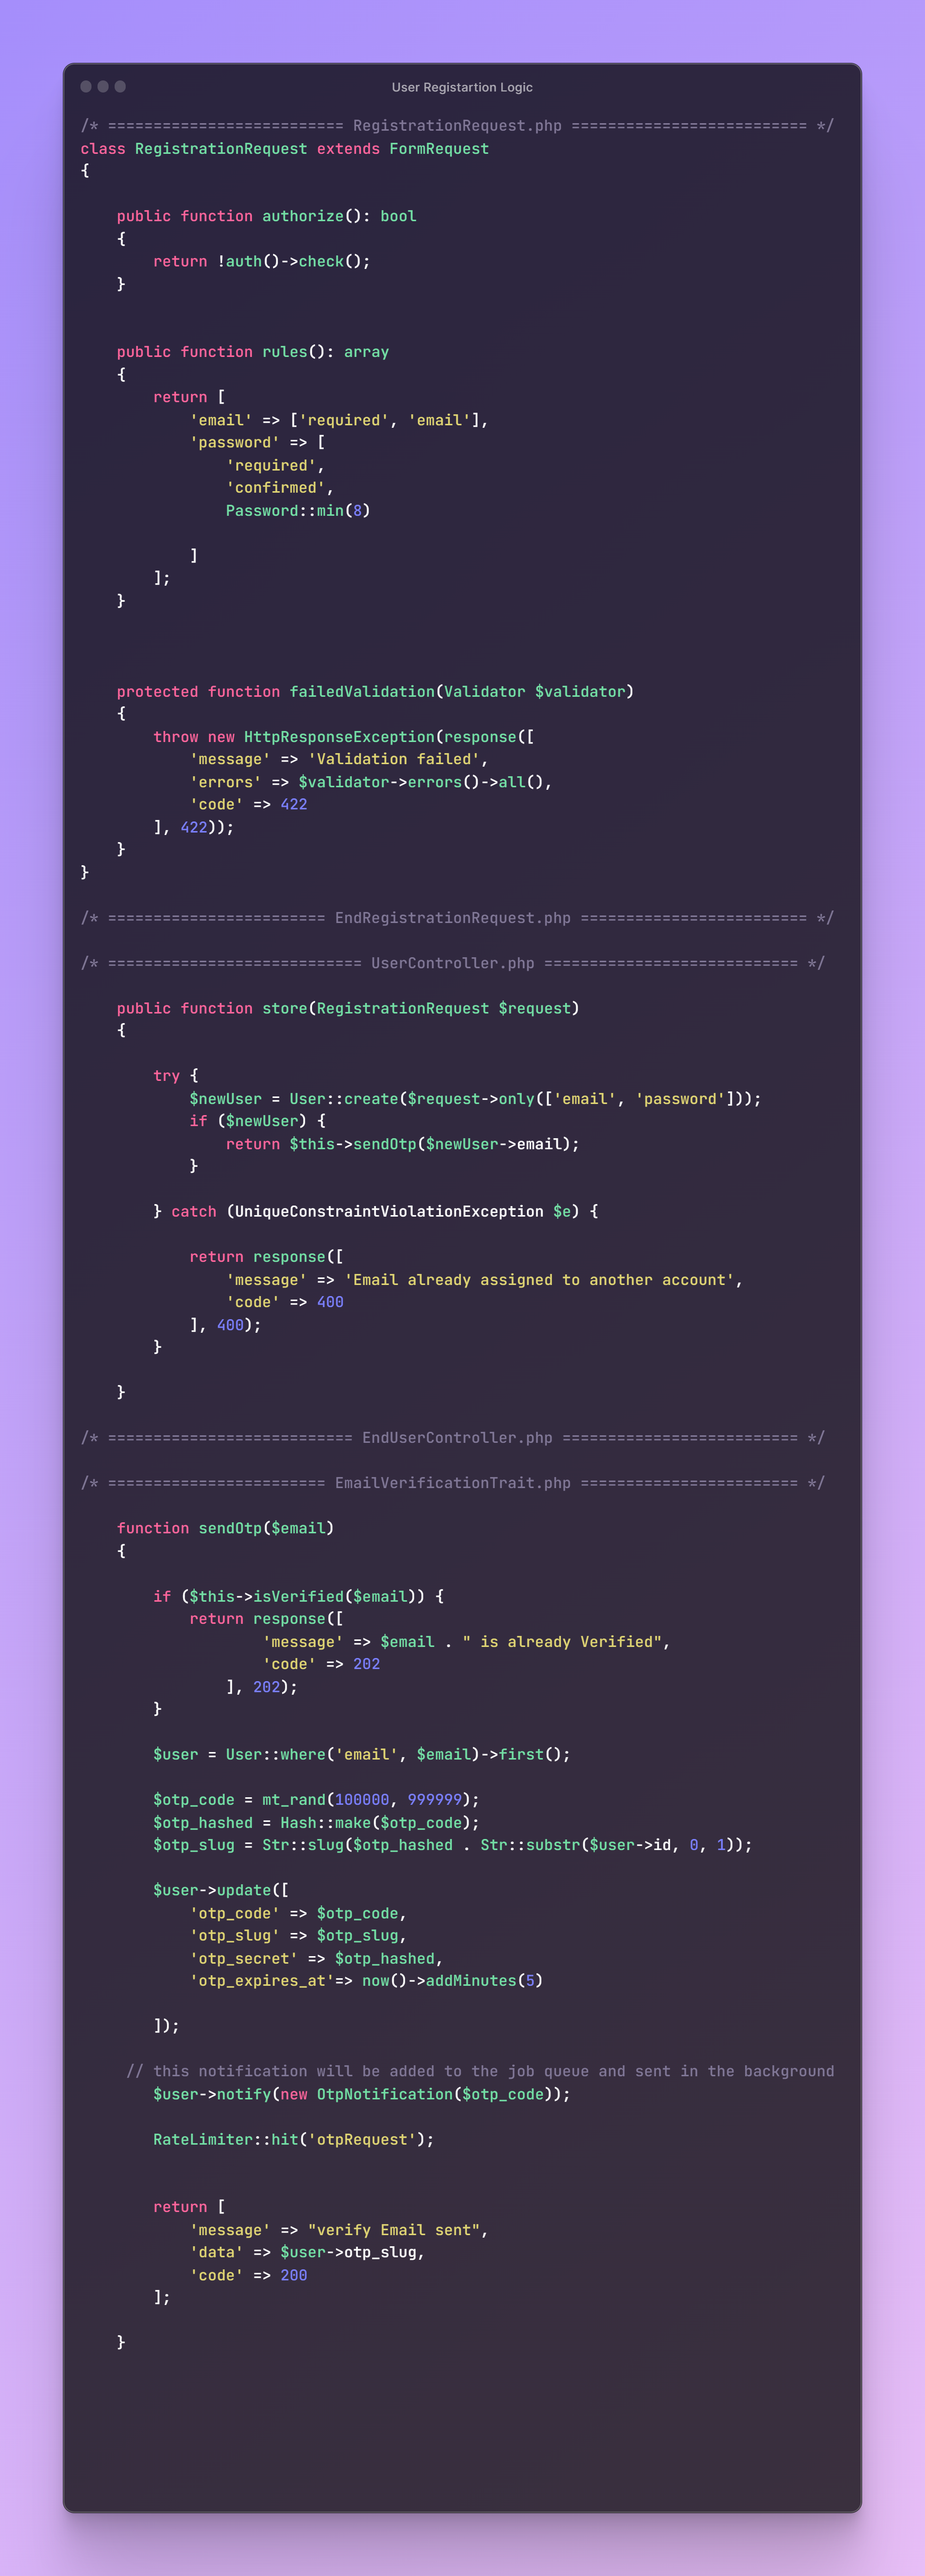 User Registartion Logic
/* ========================== RegistrationRequest.php ========================== */
class RegistrationRequest extends FormRequest
{
    public function authorize(): bool
    {
        return !auth()->check();
    }
    public function rules(): array
    {
        return [
            'email' => ['required', 'email'],
            'password' => [
                'required',
                'confirmed',
                Password::min(8)
            ]
        ];
    }
    protected function failedValidation(Validator $validator)
    {
        throw new HttpResponseException(response([
            'message' => 'Validation failed',
            'errors' => $validator->errors()->all(),
            'code' => 422
        ], 422));
    }
}
/* ======================== EndRegistrationRequest.php ========================= */
/* ============================ UserController.php ============================ */
    public function store(RegistrationRequest $request)
    {
        try {
            $newUser = User::create($request->only(['email', 'password']));
            if ($newUser) {
                return $this->sendOtp($newUser->email);
            }
        } catch (UniqueConstraintViolationException $e) {
            return response([
                'message' => 'Email already assigned to another account',
                'code' => 400
            ], 400);
        }
    }
/* =========================== EndUserController.php ========================== */
/* ======================== EmailVerificationTrait.php ======================== */
    function sendOtp($email)
    {
        if ($this->isVerified($email)) {
            return response([
                    'message' => $email . " is already Verified",
                    'code' => 202
                ], 202);
        }
        $user = User::where('email', $email)->first();
        $otp_code = mt_rand(100000, 999999);
        $otp_hashed = Hash::make($otp_code);
        $otp_slug = Str::slug($otp_hashed . Str::substr($user->id, 0, 1));
        $user->update([
            'otp_code' => $otp_code,
            'otp_slug' => $otp_slug,
            'otp_secret' => $otp_hashed,
            'otp_expires_at'=> now()->addMinutes(5)
        ]);
     // this notification will be added to the job queue and sent in the background
        $user->notify(new OtpNotification($otp_code));
        RateLimiter::hit('otpRequest');
        return [
            'message' => "verify Email sent",
            'data' => $user->otp_slug,
            'code' => 200
        ];
    }